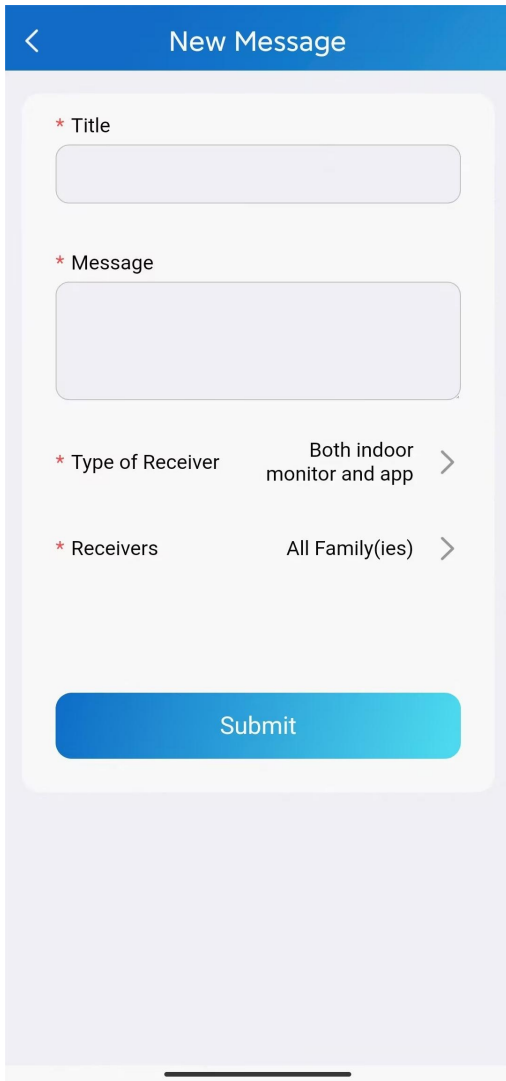 New Message
* Title
* Message
* Type of Receiver
Both indoor
monitor and app
* Receivers
All Family(ies)
Submit